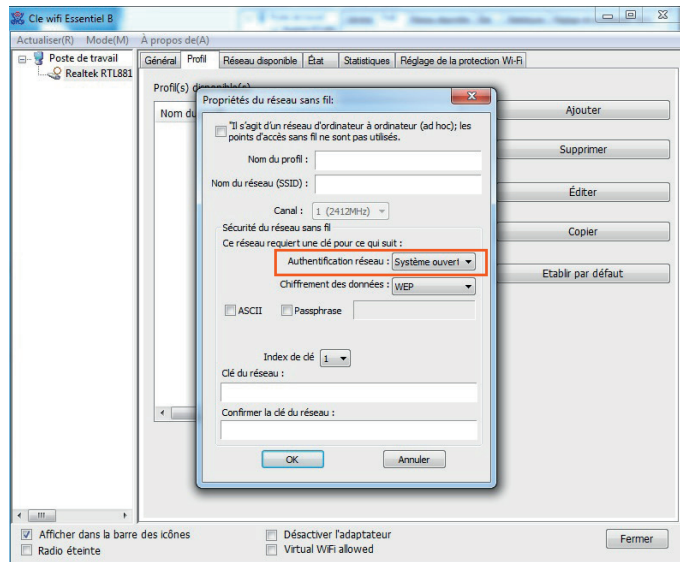 Cle wifi Essentiel B
Actualiser(R) Mode(M) À propos de(A)
Poste de travail
Realtek RTL881
Général Profil Réseau disponible État Statistiques Réglage de la protection Wi-Fi
Profil(s) disponible(s)
Nom du
Ajouter
Supprimer
Éditer
Copier
Etablir par défaut
Propriétés du réseau sans fil:
"Il s'agit d'un réseau d'ordinateur à ordinateur (ad hoc); les
points d'accès sans fil ne sont pas utilisés.
Nom du profil :
Nom du réseau (SSID) :
Canal : 1 (2412MHz)
Sécurité du réseau sans fil
Ce réseau requiert une clé pour ce qui suit :
Authentification réseau : Système ouvert
Chiffrement des données : WEP
ASCII Passphrase
Index de clé 1
Clé du réseau :
Confirmer la clé du réseau :
OK Annuler
Afficher dans la barre des icônes
Radio éteinte
Désactiver l'adaptateur
Virtual WiFi allowed
Fermer